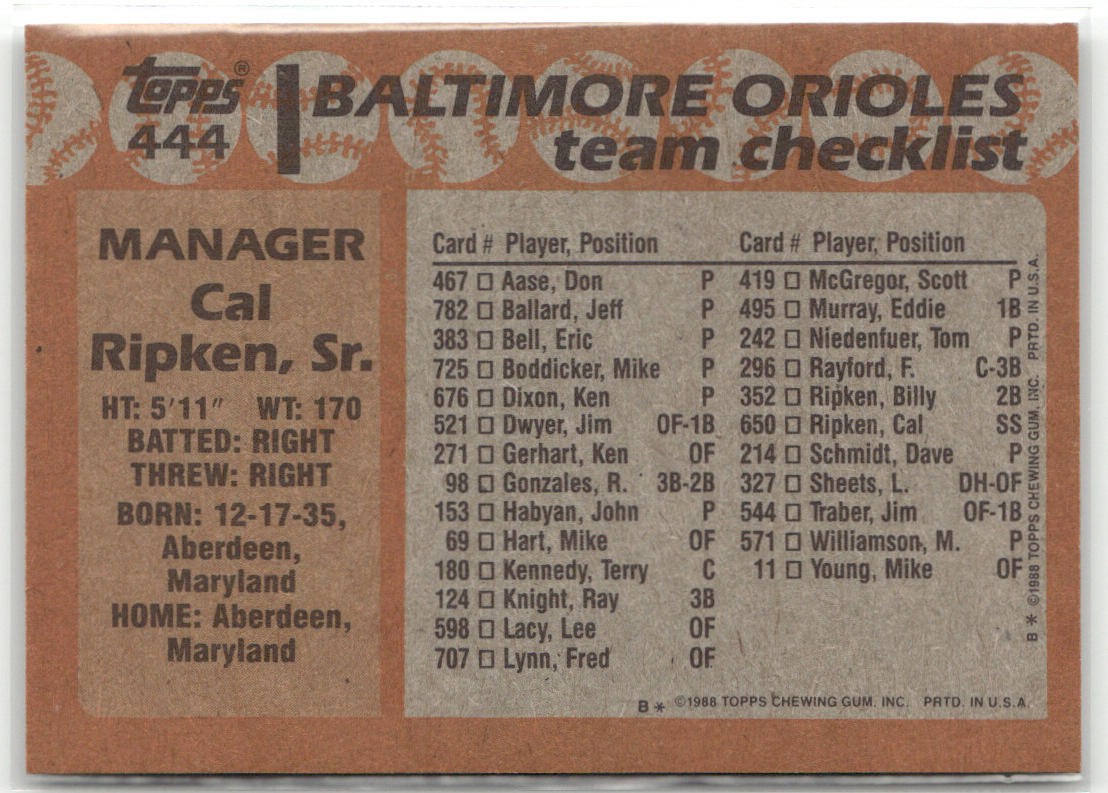 Topps®
444
BALTIMORE ORIOLES
team checklist
MANAGER
Cal
Ripken, Sr.
HT: 5'11" WT: 170
BATTED: RIGHT
THREW: RIGHT
BORN: 12-17-35,
Aberdeen,
Maryland
HOME: Aberdeen,
Maryland
Card # Player, Position
467 □ Aase, Don P
782 □ Ballard, Jeff P
383 □ Bell, Eric P
725 □ Boddicker, Mike P
676 □ Dixon, Ken P
521 □ Dwyer, Jim OF-1B
271 □ Gerhart, Ken OF
98 □ Gonzales, R. 3B-2B
153 □ Habyan, John P
69 □ Hart, Mike OF
180 □ Kennedy, Terry C
124 □ Knight, Ray 3B
598 □ Lacy, Lee OF
707 □ Lynn, Fred OF
Card # Player, Position
419 □ McGregor, Scott P
495 □ Murray, Eddie 1B
242 □ Niedenfuer, Tom P
296 □ Rayford, F. C-3B
352 □ Ripken, Billy 2B
650 □ Ripken, Cal SS
214 □ Schmidt, Dave P
327 □ Sheets, L. DH-OF
544 □ Traber, Jim OF-1B
571 □ Williamson, M. P
11 □ Young, Mike OF
B* ©1988 TOPPS CHEWING GUM, INC. PRTD. IN U.S.A.
B* ©1988 TOPPS CHEWING GUM, INC. PRTD. IN U.S.A.